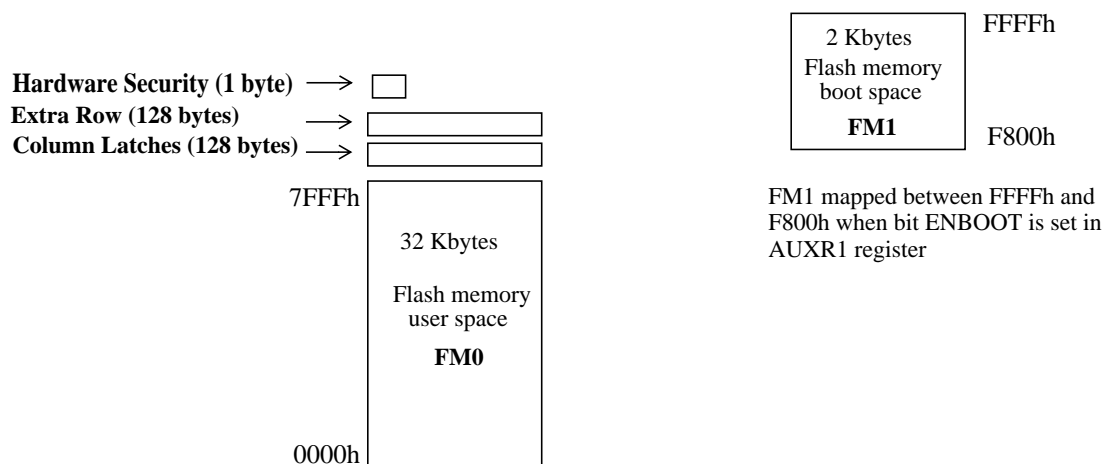 Hardware Security (1 byte)
Extra Row (128 bytes)
Column Latches (128 bytes)
7FFFh
32 Kbytes
Flash memory
user space
FM0
0000h
2 Kbytes
Flash memory
boot space
FM1
FFFFh
F800h
FM1 mapped between FFFFh and
F800h when bit ENBOOT is set in
AUXR1 register